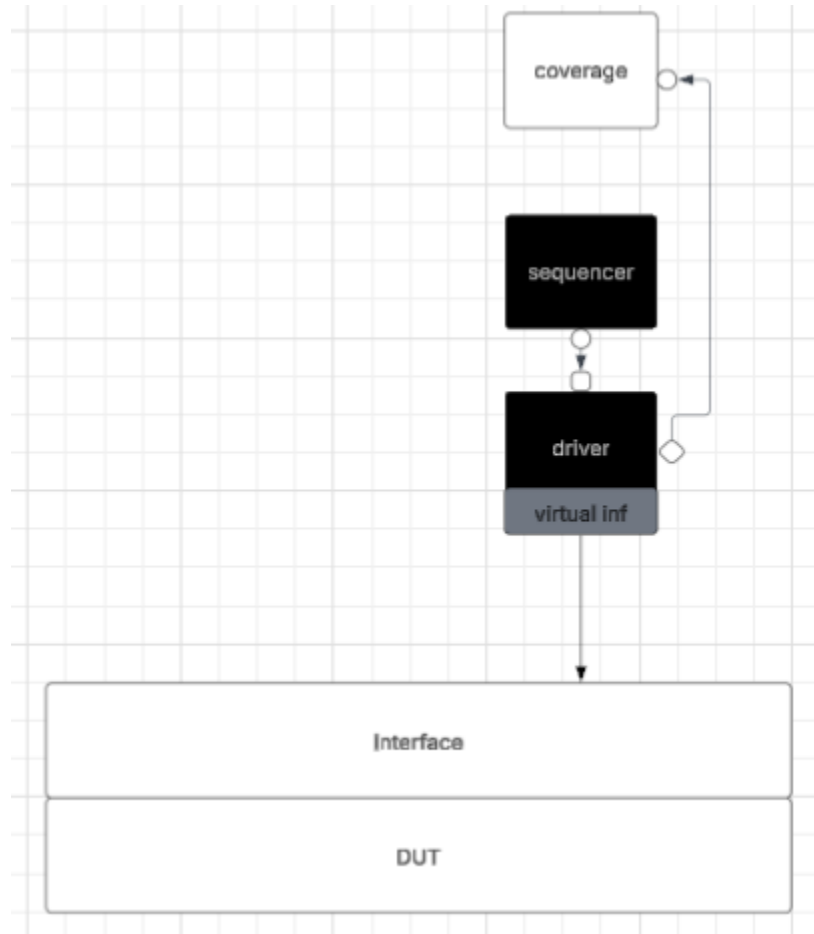 coverage
sequencer
driver
virtual inf
Interface
DUT